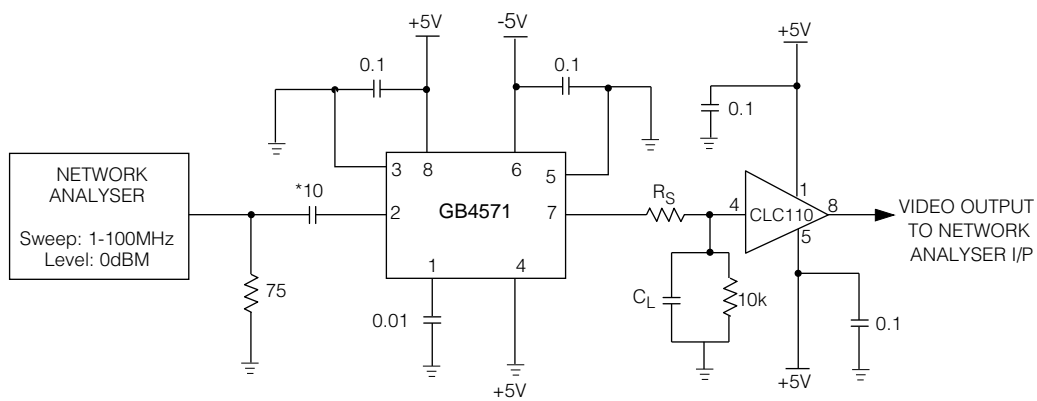 +5V
-5V
+5V
0.1
0.1
0.1
NETWORK
ANALYSER
Sweep: 1-100MHz
Level: 0dBM
*10
75
3
8
6
5
2
GB4571
7
1
4
0.01
+5V
RS
CL
10k
4
1
CLC110
8
5
VIDEO OUTPUT
TO NETWORK
ANALYSER I/P
0.1
+5V